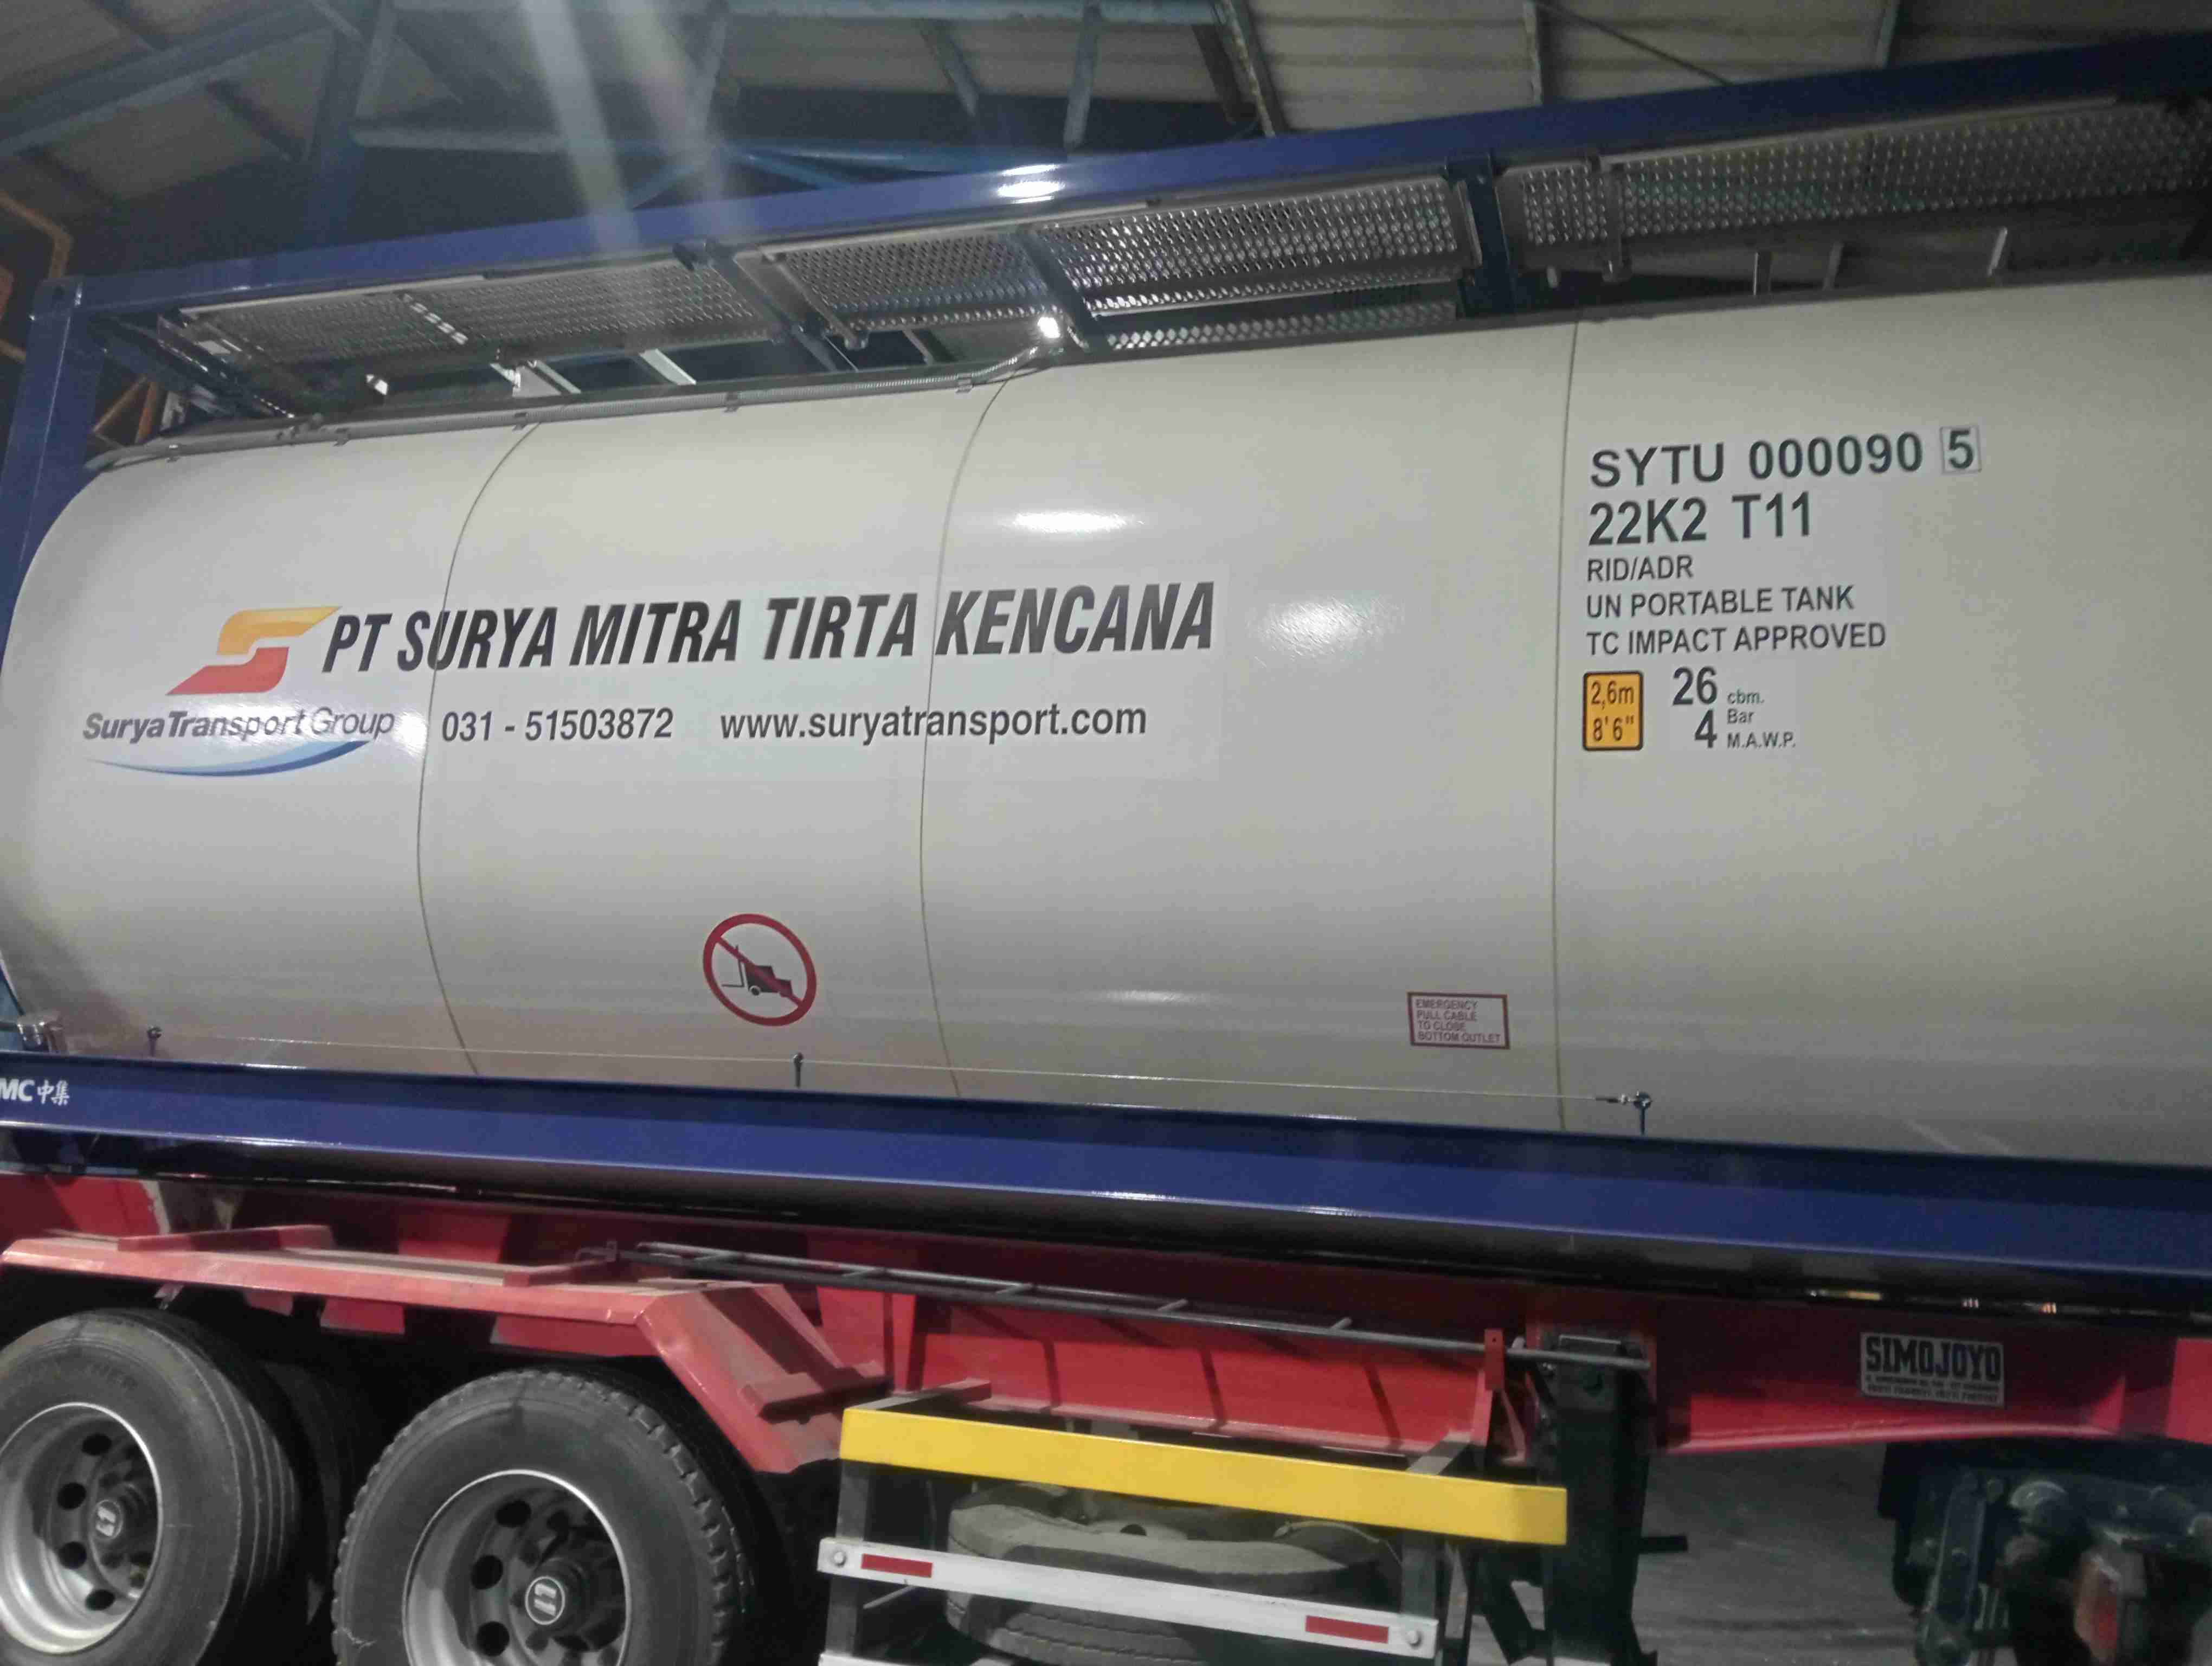 PT SURYA MITRA TIRTA KENCANA
SuryaTransport Group 031 - 51503872 www.suryatransport.com
SYTU 000090 5
22K2 T11
RID/ADR
UN PORTABLE TANK
TC IMPACT APPROVED
2,6m
8'6"
26 cbm.
4 Bar
M.A.W.P.
EMERGENCY
PULL CABLE
TO CLOSE
BOTTOM OUTLET
MC中集
SIMOJOYO